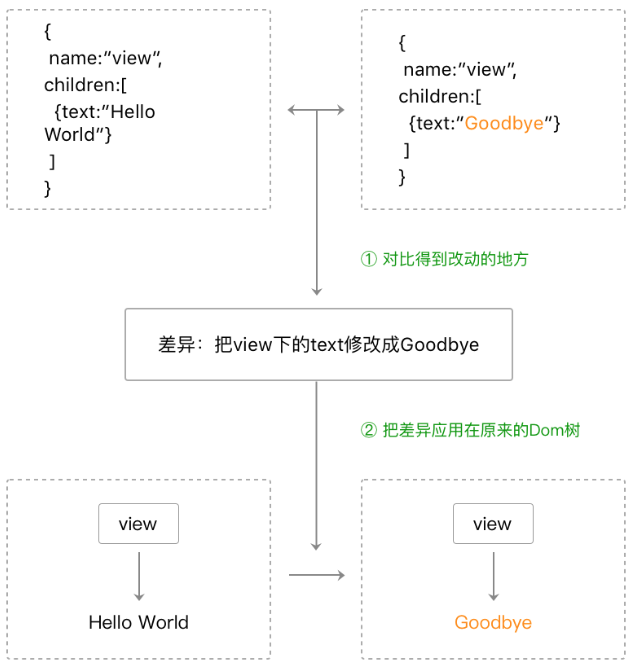 {
name:"view",
children:[
{text:"Hello
World"}
]
}
{
name:"view",
children:[
{text:"Goodbye"}
]
}
① 对比得到改动的地方
差异：把view下的text修改成Goodbye
② 把差异应用在原来的Dom树
view
Hello World
view
Goodbye